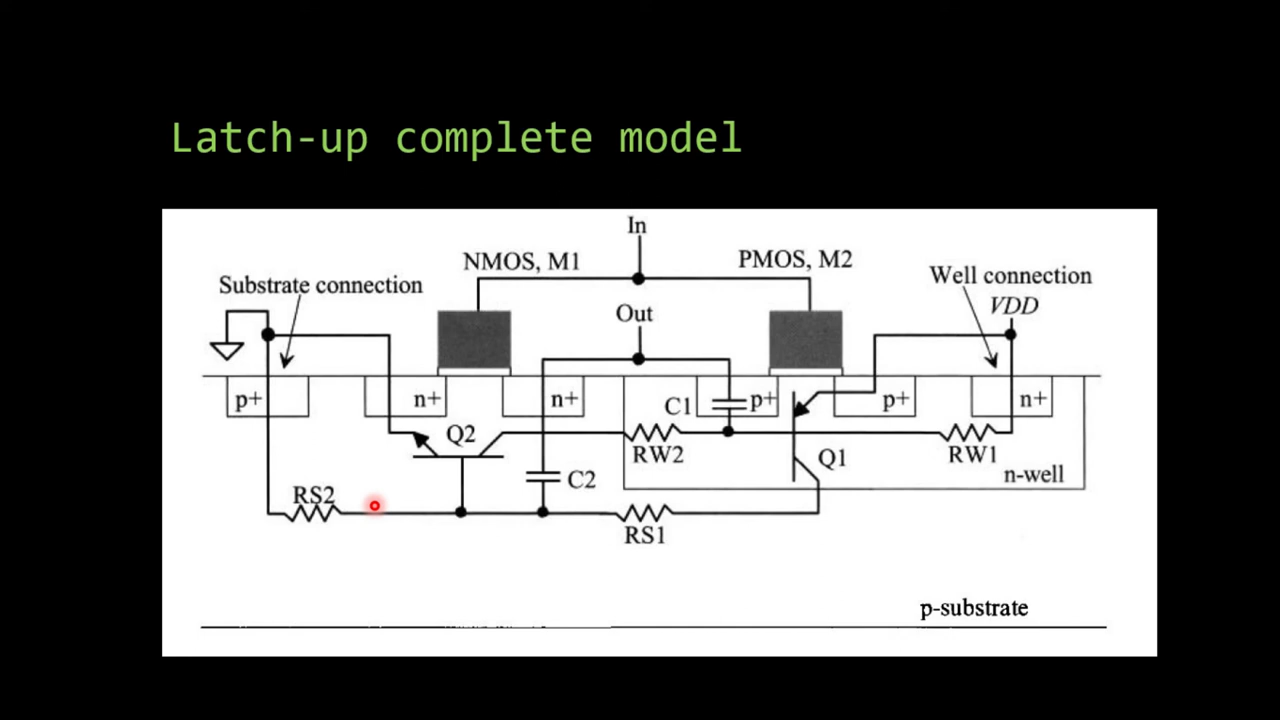 Latch-up complete model
In
NMOS, M1
PMOS, M2
Substrate connection
Well connection
Out
VDD
p+
n+
n+
C1
p+
p+
n+
Q2
RW2
Q1
RW1
n-well
C2
RS2
RS1
p-substrate